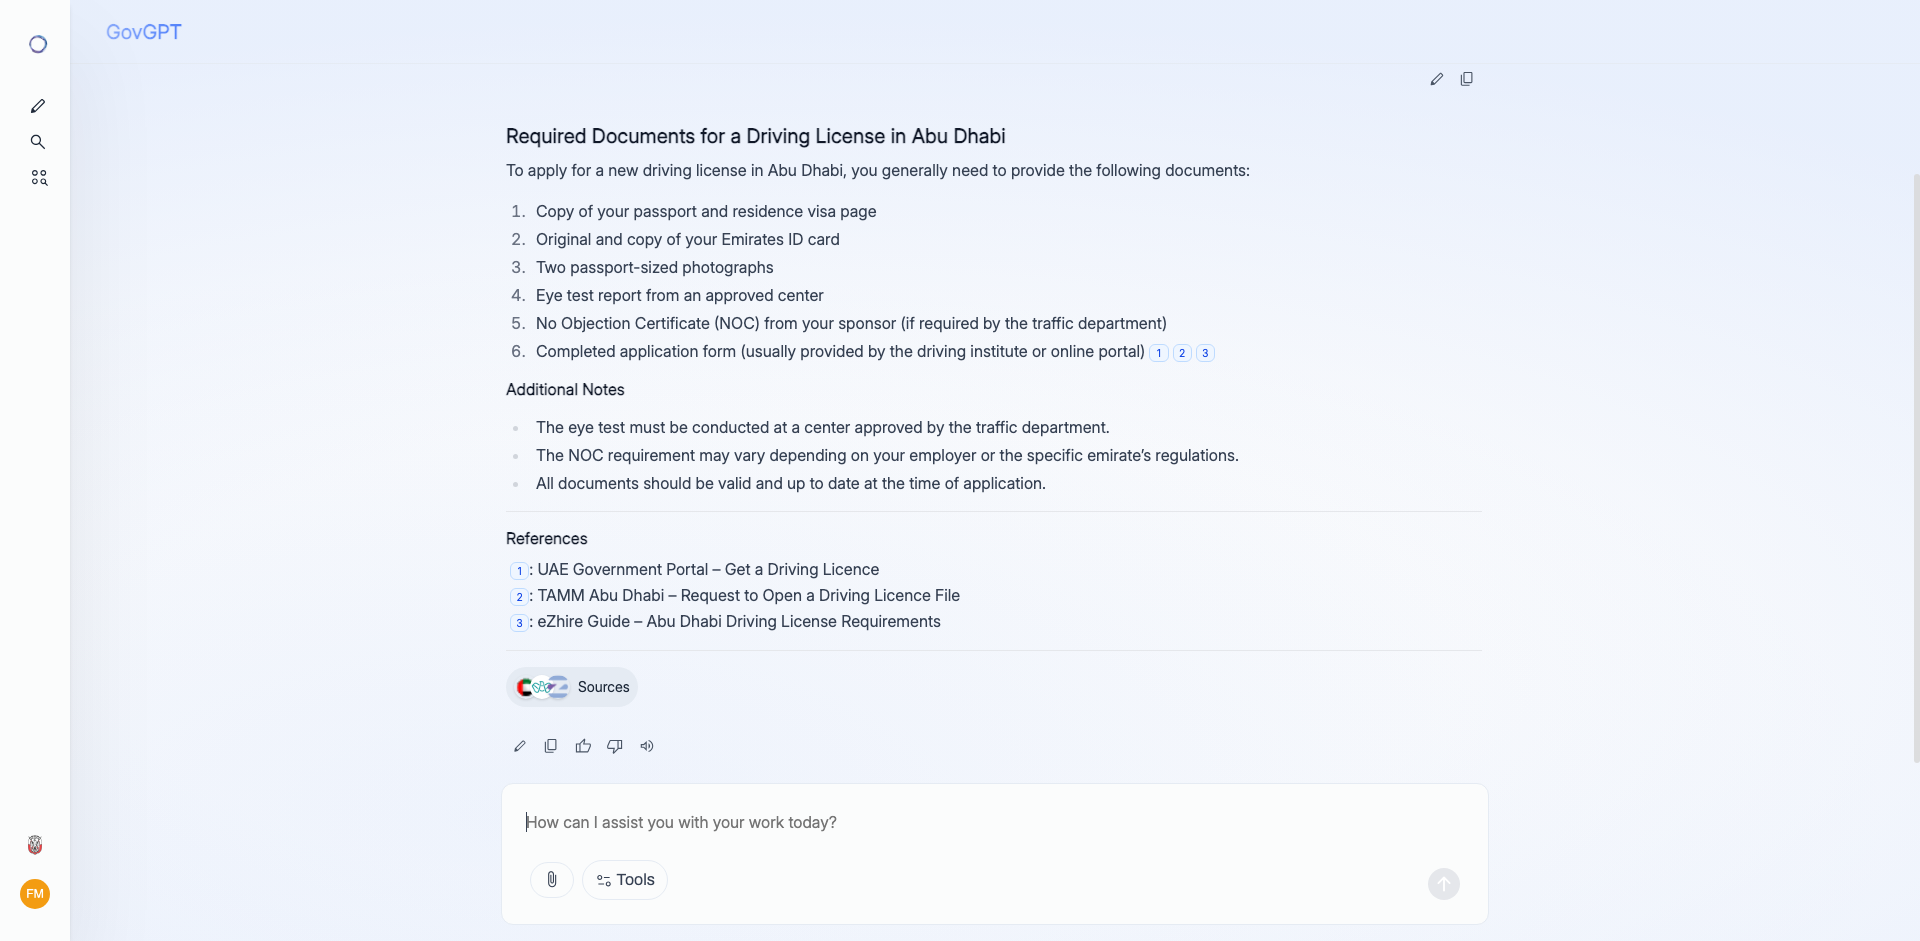 GovGPT
Required Documents for a Driving License in Abu Dhabi
To apply for a new driving license in Abu Dhabi, you generally need to provide the following documents:
1. Copy of your passport and residence visa page
2. Original and copy of your Emirates ID card
3. Two passport-sized photographs
4. Eye test report from an approved center
5. No Objection Certificate (NOC) from your sponsor (if required by the traffic department)
6. Completed application form (usually provided by the driving institute or online portal) 1 2 3
Additional Notes
The eye test must be conducted at a center approved by the traffic department.
The NOC requirement may vary depending on your employer or the specific emirate’s regulations.
All documents should be valid and up to date at the time of application.
References
1: UAE Government Portal – Get a Driving Licence
2: TAMM Abu Dhabi – Request to Open a Driving Licence File
3: eZhire Guide – Abu Dhabi Driving License Requirements
Sources
How can I assist you with your work today?
Tools
FM